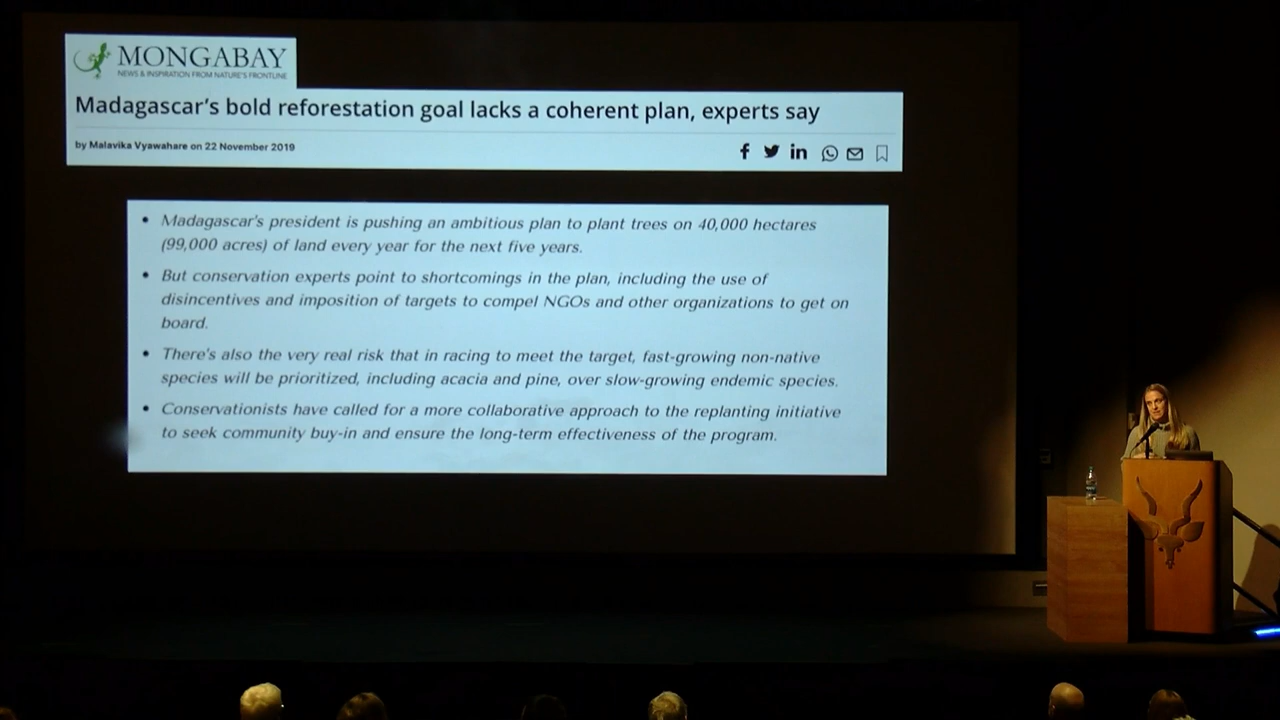 MONGABAY
NEWS & INSPIRATION FROM NATURE'S FRONTLINE
Madagascar's bold reforestation goal lacks a coherent plan, experts say
by Malavika Vyawahare on 22 November 2019
• Madagascar's president is pushing an ambitious plan to plant trees on 40,000 hectares
(99,000 acres) of land every year for the next five years.
• But conservation experts point to shortcomings in the plan, including the use of
disincentives and imposition of targets to compel NGOs and other organizations to get on
board.
• There's also the very real risk that in racing to meet the target, fast-growing non-native
species will be prioritized, including acacia and pine, over slow-growing endemic species.
• Conservationists have called for a more collaborative approach to the replanting initiative
to seek community buy-in and ensure the long-term effectiveness of the program.